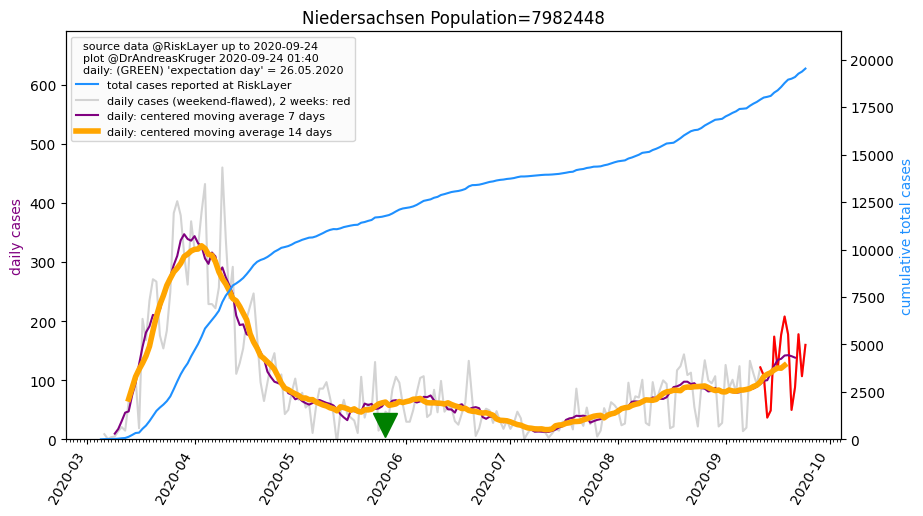 Niedersachsen Population=7982448
source data @RiskLayer up to 2020-09-24
plot @DrAndreasKruger 2020-09-24 01:40
daily: (GREEN) 'expectation day' = 26.05.2020
total cases reported at RiskLayer
daily cases (weekend-flawed), 2 weeks: red
daily: centered moving average 7 days
daily: centered moving average 14 days
daily cases
600
500
400
300
200
100
0
cumulative total cases
20000
17500
15000
12500
10000
7500
5000
2500
0
2020-03
2020-04
2020-05
2020-06
2020-07
2020-08
2020-09
2020-10